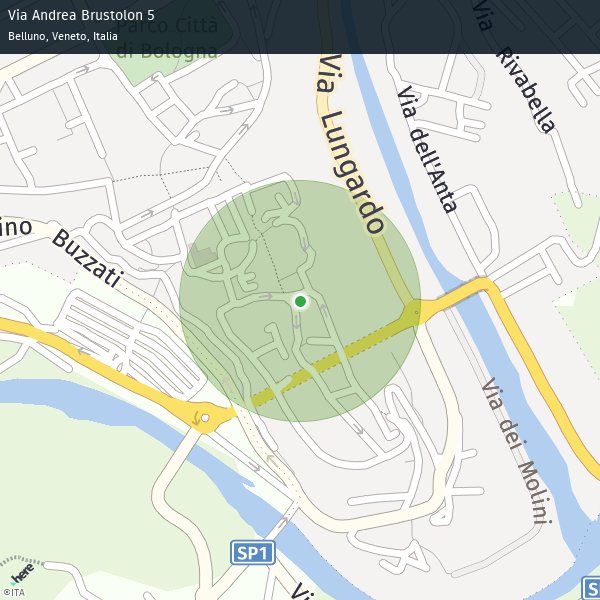 Via Andrea Brustolon 5
Belluno, Veneto, Italia
Parco Città
di Bologna
Via
Rivabella
Via Lungardo
Via dell'Anta
ino
Buzzati
Via dei Molini
SP1
Vi
S
here
©ITA